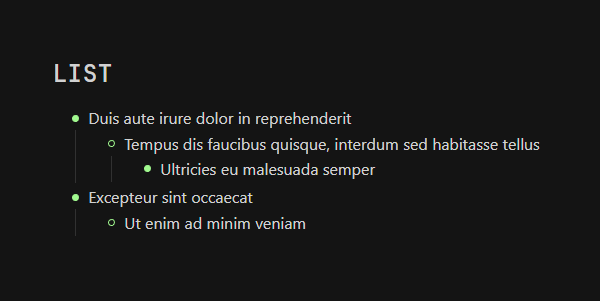 LIST
Duis aute irure dolor in reprehenderit
Tempus dis faucibus quisque, interdum sed habitasse tellus
Ultricies eu malesuada semper
Excepteur sint occaecat
Ut enim ad minim veniam